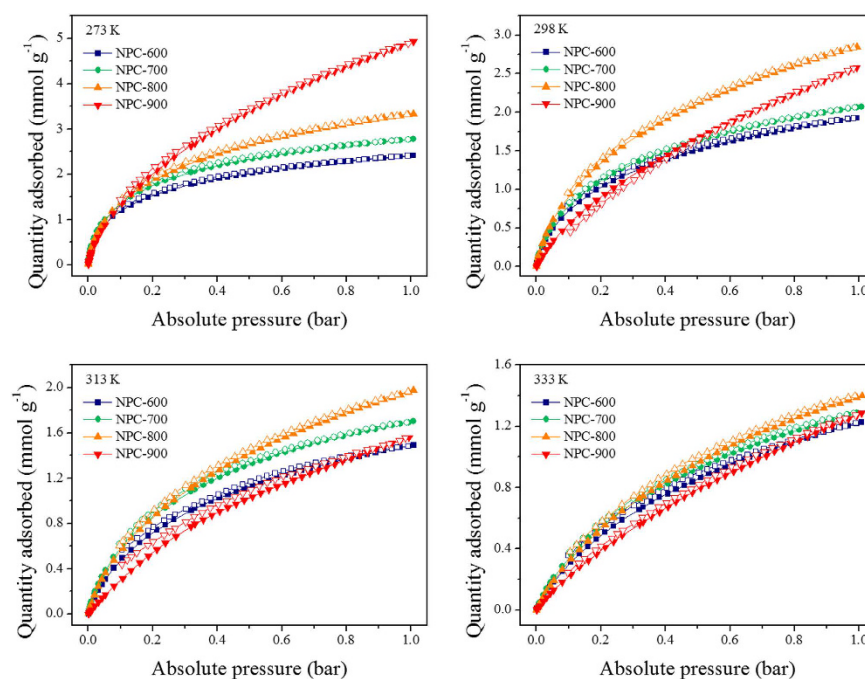 273 K
NPC-600
NPC-700
NPC-800
NPC-900
Quantity adsorbed (mmol g⁻¹)
5
4
3
2
1
0
0.0 0.2 0.4 0.6 0.8 1.0
Absolute pressure (bar)
298 K
NPC-600
NPC-700
NPC-800
NPC-900
Quantity adsorbed (mmol g⁻¹)
3.0
2.5
2.0
1.5
1.0
0.5
0.0
0.0 0.2 0.4 0.6 0.8 1.0
Absolute pressure (bar)
313 K
NPC-600
NPC-700
NPC-800
NPC-900
Quantity adsorbed (mmol g⁻¹)
2.0
1.6
1.2
0.8
0.4
0.0
0.0 0.2 0.4 0.6 0.8 1.0
Absolute pressure (bar)
333 K
NPC-600
NPC-700
NPC-800
NPC-900
Quantity adsorbed (mmol g⁻¹)
1.6
1.2
0.8
0.4
0.0
0.0 0.2 0.4 0.6 0.8 1.0
Absolute pressure (bar)